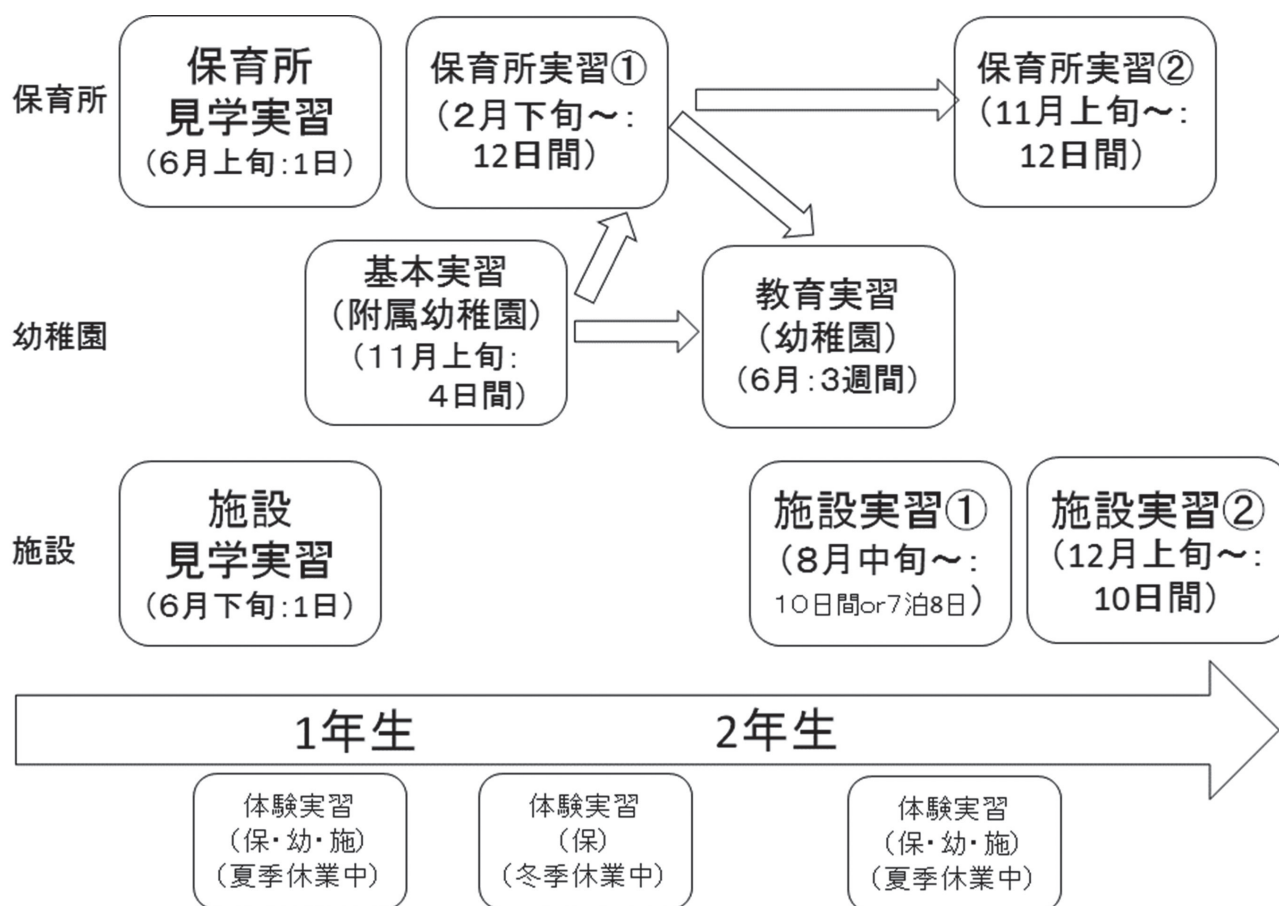 保育所
保育所
見学実習
(6月上旬:1日)
保育所実習①
(2月下旬～:
12日間)
保育所実習②
(11月上旬～:
12日間)
幼稚園
基本実習
(附属幼稚園)
(11月上旬:
4日間)
教育実習
(幼稚園)
(6月:3週間)
施設
施設
見学実習
(6月下旬:1日)
施設実習①
(8月中旬～:
10日間or7泊8日)
施設実習②
(12月上旬～:
10日間)
1年生
2年生
体験実習
(保・幼・施)
(夏季休業中)
体験実習
(保)
(冬季休業中)
体験実習
(保・幼・施)
(夏季休業中)